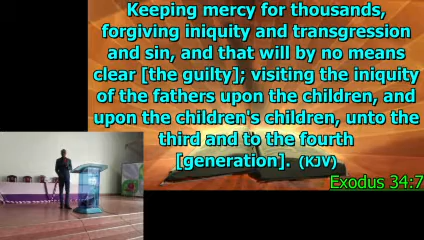 Keeping mercy for thousands,
forgiving iniquity and transgression
and sin, and that will by no means
clear [the guilty]; visiting the iniquity
of the fathers upon the children, and
upon the children's children, unto the
third and to the fourth
[generation]. (KJV)
Exodus 34:7